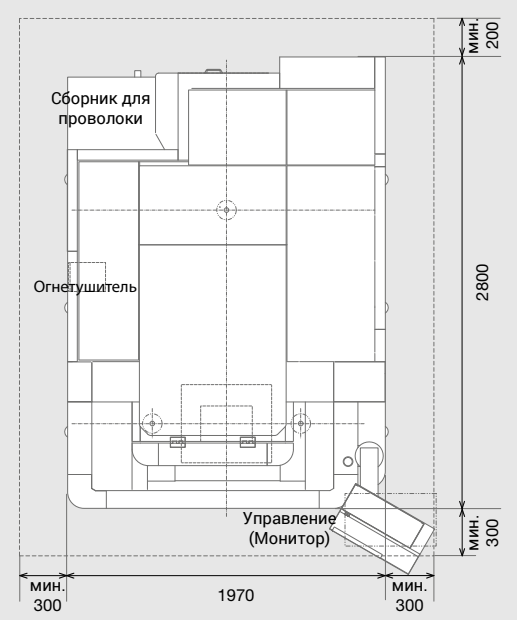 мин.
200
Сборник для
проволоки
2800
Огнетушитель
Управление
(Монитор)
мин.
300
мин.
300
1970
мин.
300